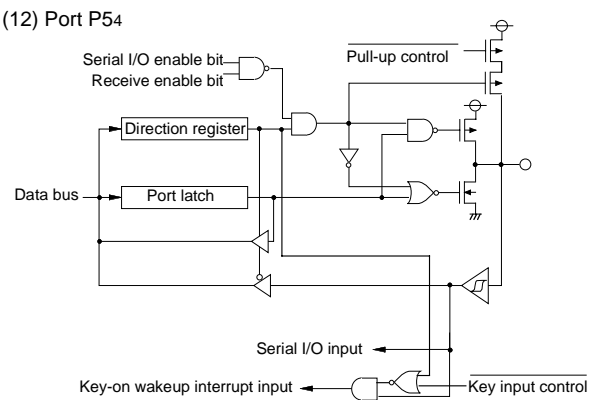 (12) Port P54
Serial I/O enable bit
Receive enable bit
Pull-up control
Direction register
Data bus
Port latch
Serial I/O input
Key-on wakeup interrupt input
Key input control